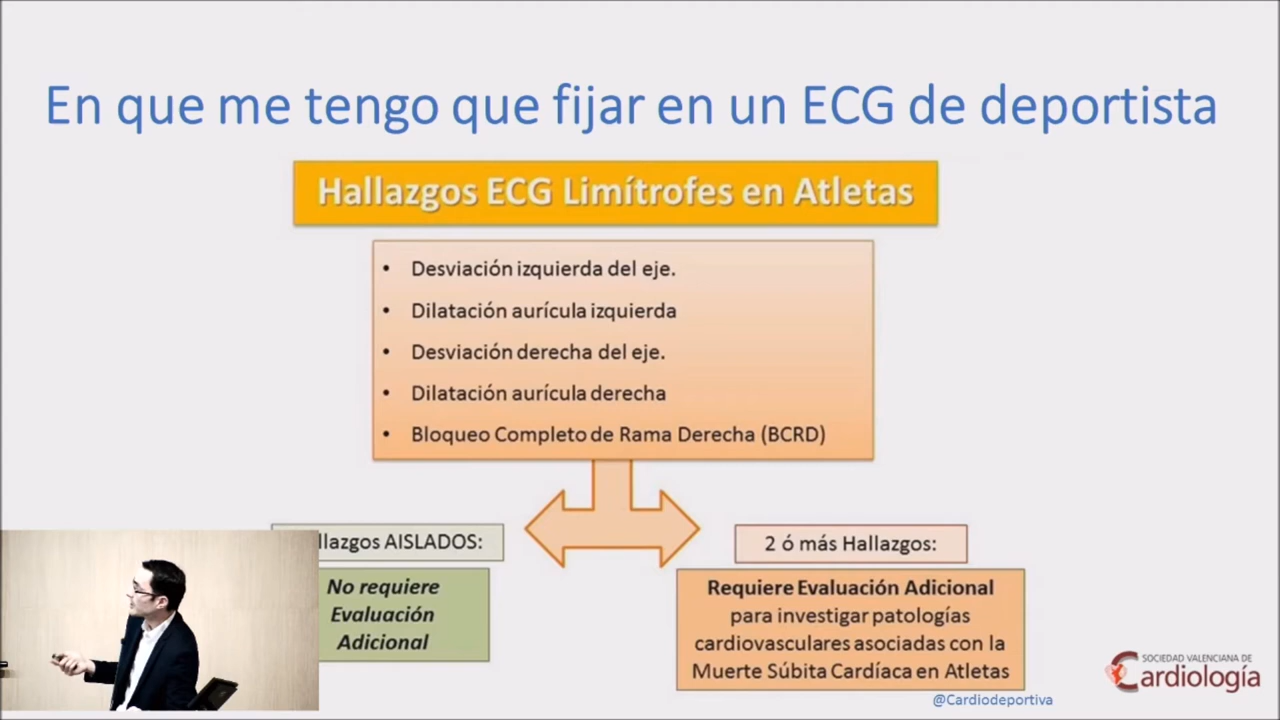 En que me tengo que fijar en un ECG de deportista
Hallazgos ECG Limítrofes en Atletas
• Desviación izquierda del eje.
• Dilatación aurícula izquierda
• Desviación derecha del eje.
• Dilatación aurícula derecha
• Bloqueo Completo de Rama Derecha (BCRD)
llazgos AISLADOS:
No requiere
Evaluación
Adicional
2 ó más Hallazgos:
Requiere Evaluación Adicional
para investigar patologías
cardiovasculares asociadas con la
Muerte Súbita Cardíaca en Atletas
@Cardiodeportiva
SOCIEDAD VALENCIANA DE
Cardiología